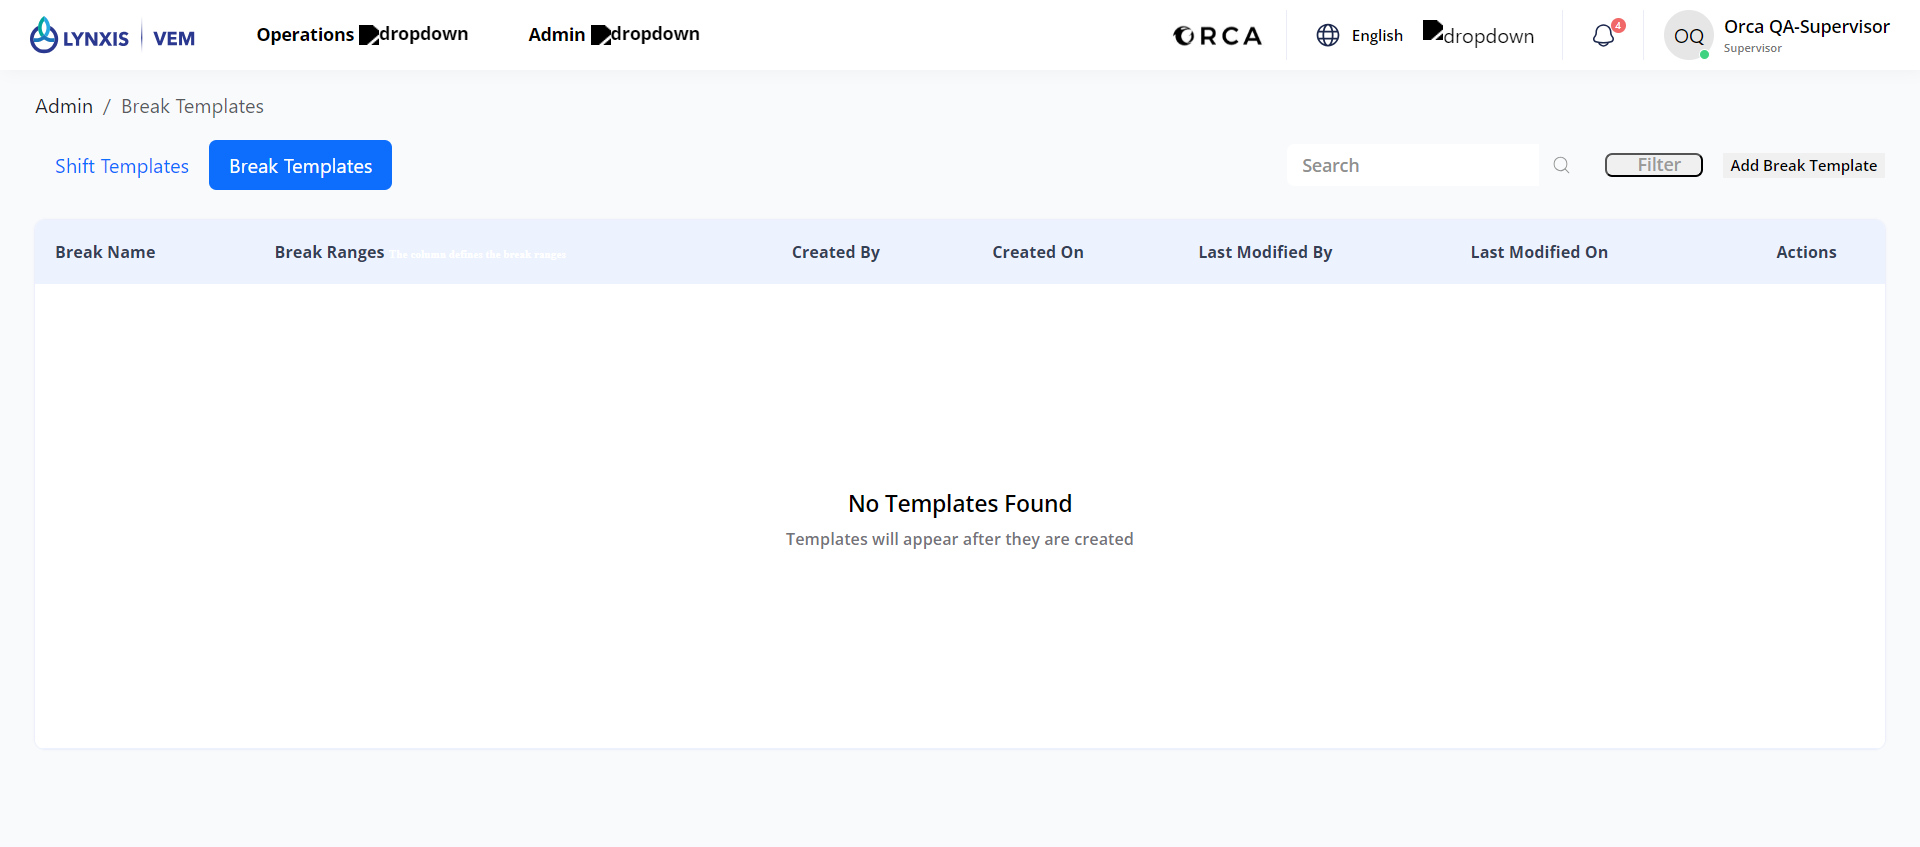 LYNXIS | VEM
Operations dropdown
Admin dropdown
ORCA
English
dropdown
4
OQ
Orca QA-Supervisor
Supervisor
Admin / Break Templates
Shift Templates
Break Templates
Search
Filter
Add Break Template
Break Name
Break Ranges
The column defines the break ranges
Created By
Created On
Last Modified By
Last Modified On
Actions
No Templates Found
Templates will appear after they are created